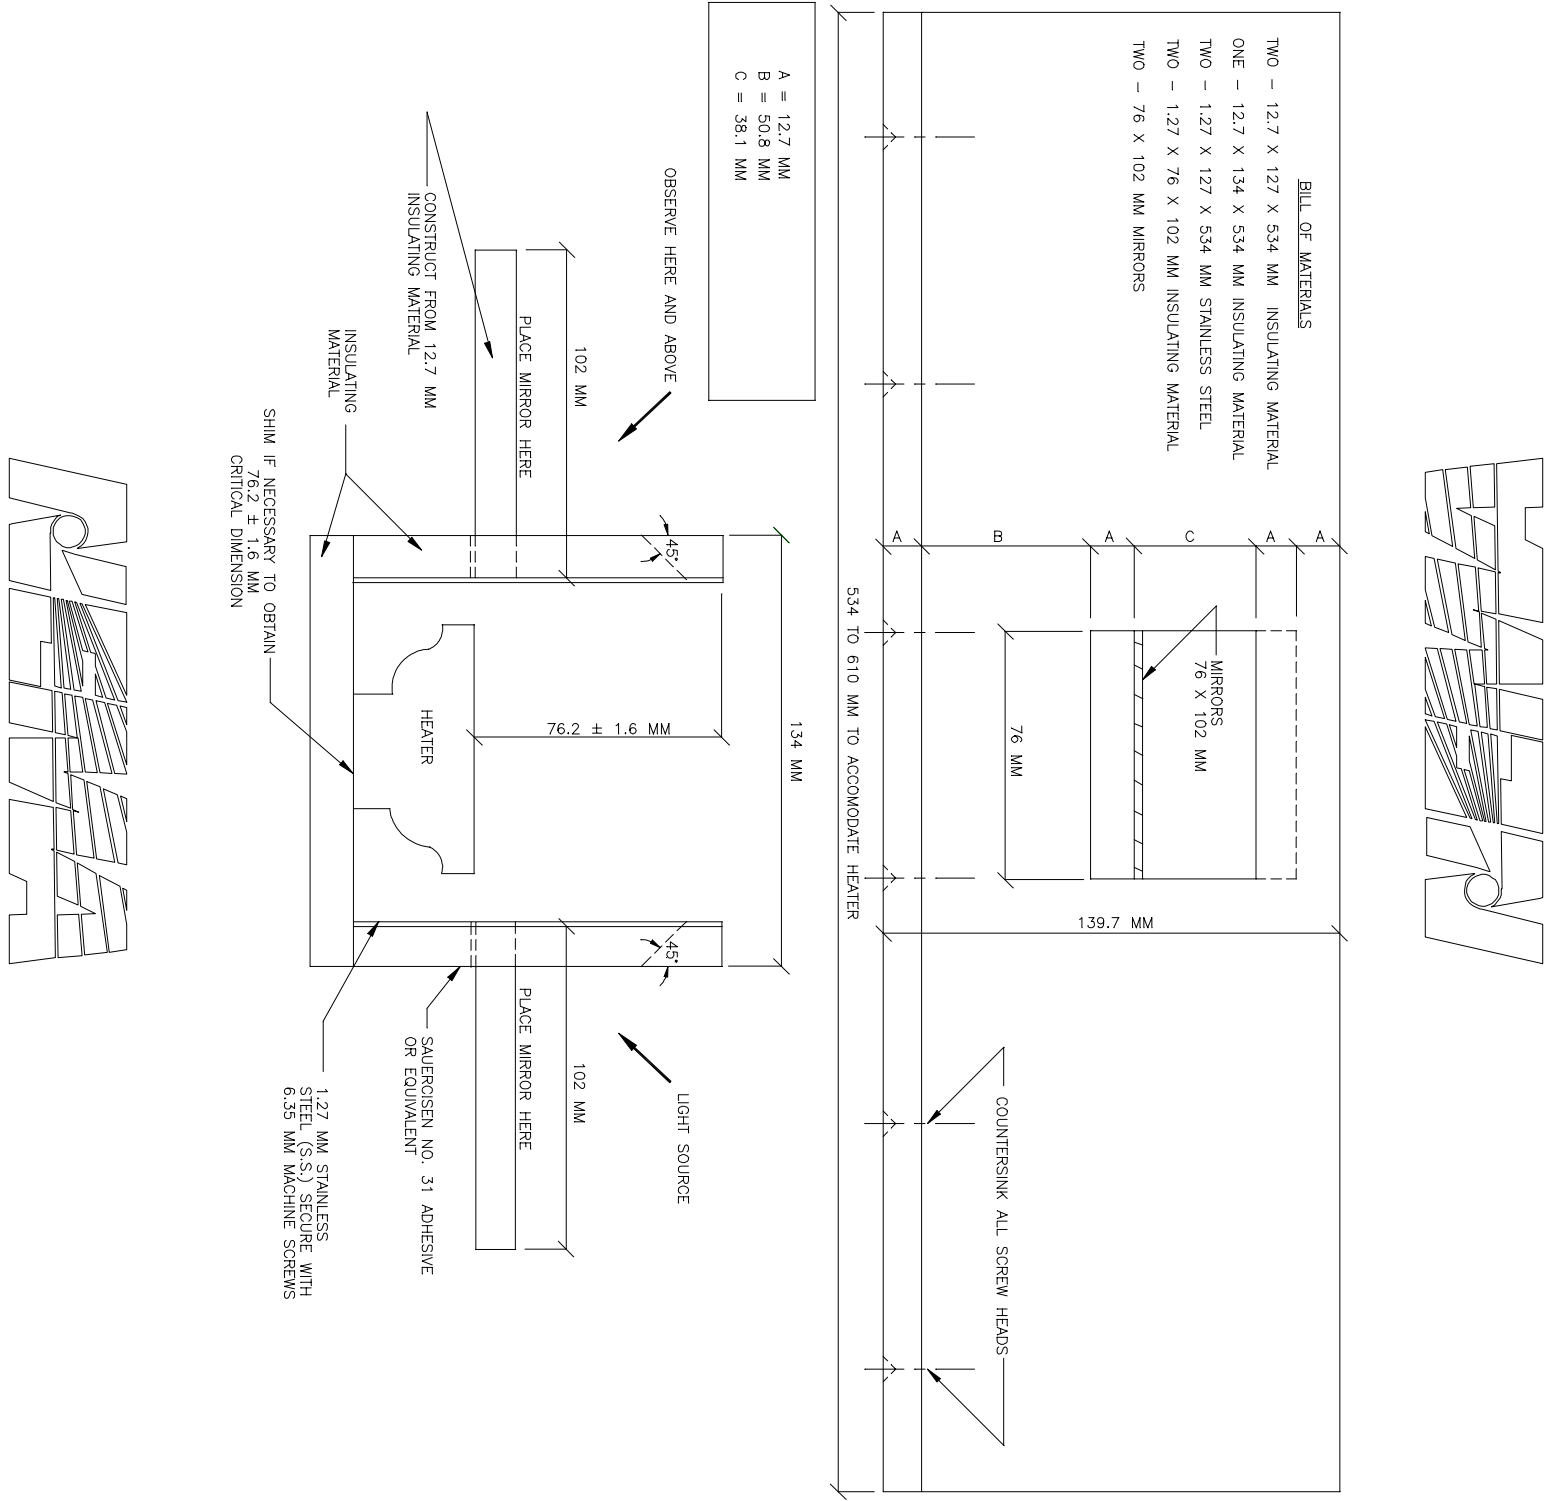 BILL OF MATERIALS
TWO - 12.7 X 127 X 534 MM INSULATING MATERIAL
ONE - 12.7 X 134 X 534 MM INSULATING MATERIAL
TWO - 1.27 X 127 X 534 MM STAINLESS STEEL
TWO - 1.27 X 76 X 102 MM INSULATING MATERIAL
TWO - 76 X 102 MM MIRRORS
A
B
A
C
A
A
MIRRORS
76 X 102 MM
76 MM
139.7 MM
COUNTERSINK ALL SCREW HEADS
534 TO 610 MM TO ACCOMODATE HEATER
A = 12.7 MM
B = 50.8 MM
C = 38.1 MM
134 MM
OBSERVE HERE AND ABOVE
LIGHT SOURCE
45°
45°
76.2 ± 1.6 MM
102 MM
102 MM
PLACE MIRROR HERE
PLACE MIRROR HERE
HEATER
CONSTRUCT FROM 12.7 MM
INSULATING MATERIAL
SAUERCISEN NO. 31 ADHESIVE
OR EQUIVALENT
INSULATING
MATERIAL
1.27 MM STAINLESS
STEEL (S.S.) SECURE WITH
6.35 MM MACHINE SCREWS
SHIM IF NECESSARY TO OBTAIN
76.2 ± 1.6 MM
CRITICAL DIMENSION